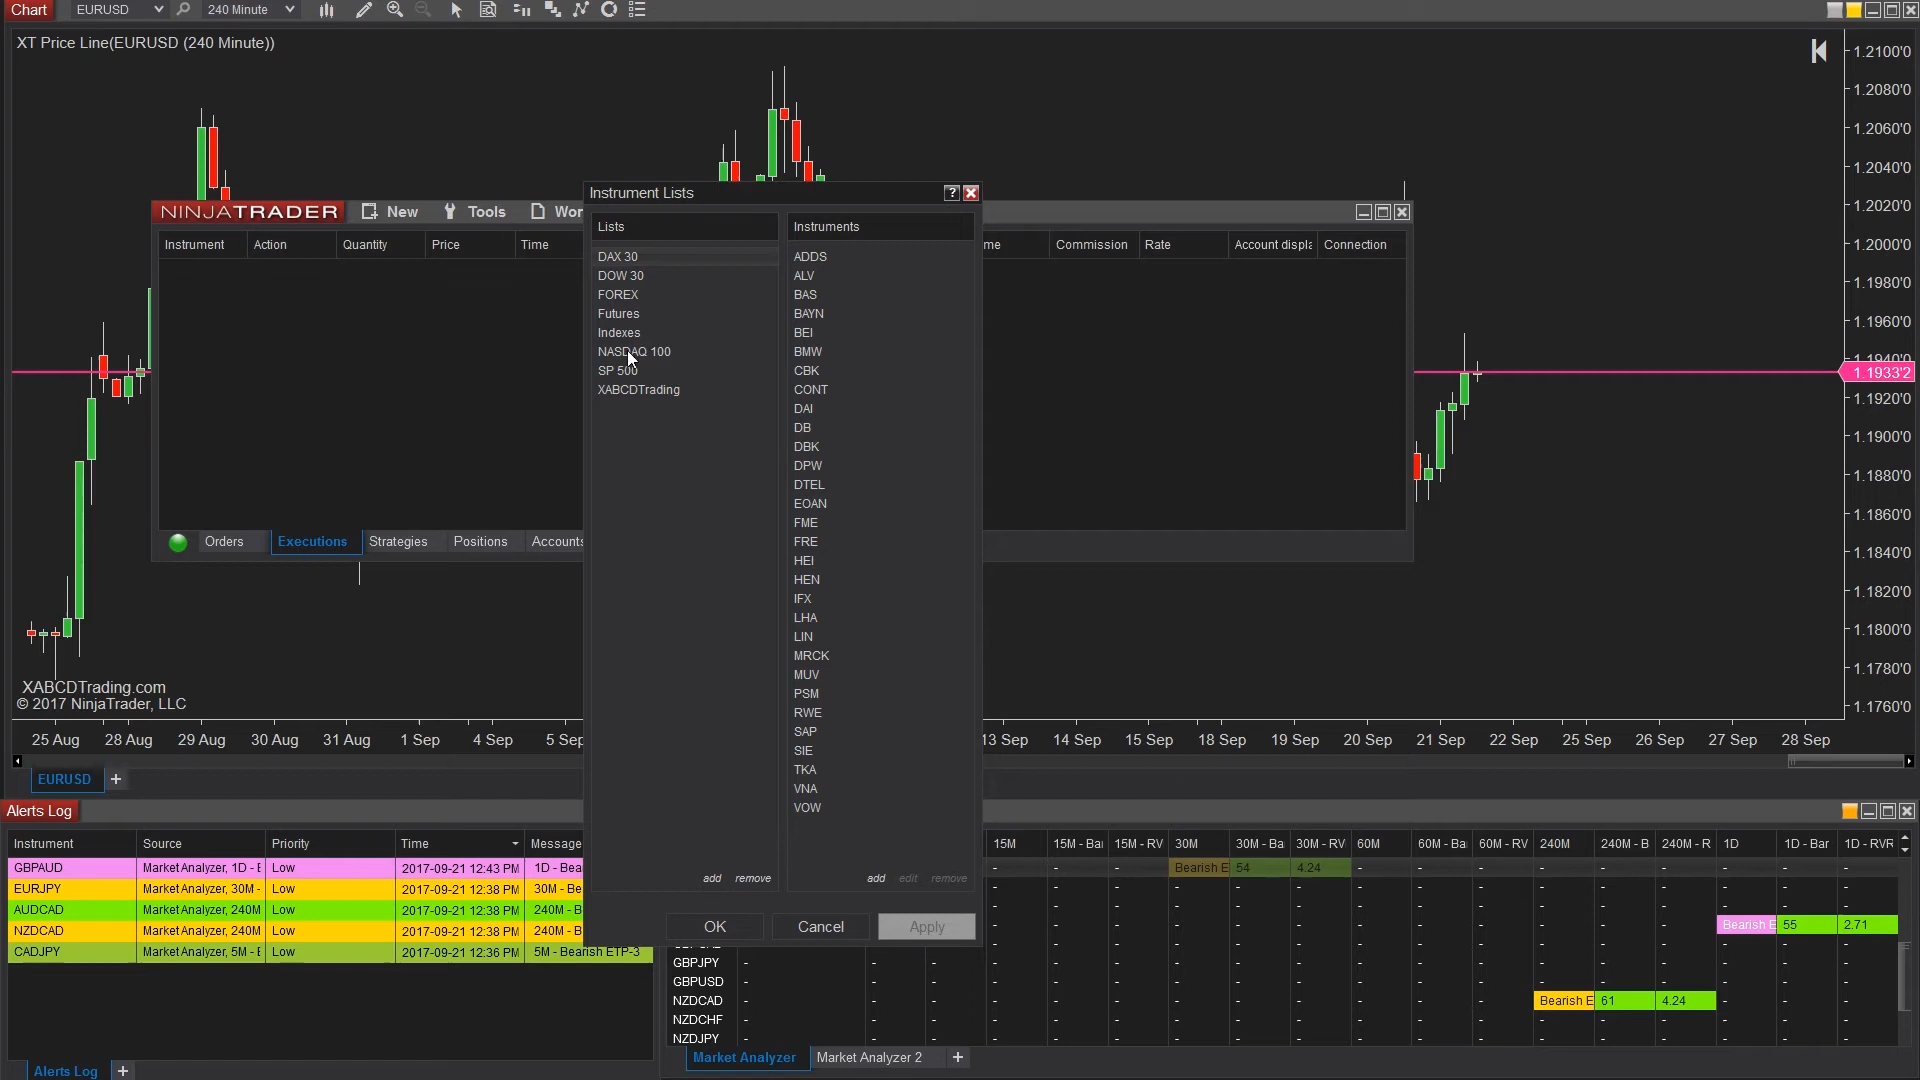 Chart EURUSD 240 Minute
XT Price Line(EURUSD (240 Minute))
1.2100'0
1.2080'0
1.2060'0
1.2040'0
1.2020'0
1.2000'0
1.1980'0
1.1960'0
1.1940'0
1.1933'2
1.1920'0
1.1900'0
1.1880'0
1.1860'0
1.1840'0
1.1820'0
1.1800'0
1.1780'0
1.1760'0
NINJATRADER New Tools Wor
Instrument Action Quantity Price Time me Commission Rate Account displa Connection
Orders Executions Strategies Positions Accounts
Instrument Lists ?
Lists Instruments
DAX 30
DOW 30
FOREX
Futures
Indexes
NASDAQ 100
SP 500
XABCDTrading
ADDS
ALV
BAS
BAYN
BEI
BMW
CBK
CONT
DAI
DB
DBK
DPW
DTEL
EOAN
FME
FRE
HEI
HEN
IFX
LHA
LIN
MRCK
MUV
PSM
RWE
SAP
SIE
TKA
VNA
VOW
add remove add edit remove
OK Cancel Apply
XABCDTrading.com
© 2017 NinjaTrader, LLC
25 Aug 28 Aug 29 Aug 30 Aug 31 Aug 1 Sep 4 Sep 5 Sep 13 Sep 14 Sep 15 Sep 18 Sep 19 Sep 20 Sep 21 Sep 22 Sep 25 Sep 26 Sep 27 Sep 28 Sep
EURUSD +
Alerts Log
Instrument Source Priority Time Message
GBPAUD Market Analyzer, 1D - E Low 2017-09-21 12:43 PM 1D - Bea
EURJPY Market Analyzer, 30M - Low 2017-09-21 12:38 PM 30M - Be
AUDCAD Market Analyzer, 240M Low 2017-09-21 12:38 PM 240M - B
NZDCAD Market Analyzer, 240M Low 2017-09-21 12:38 PM 240M - B
CADJPY Market Analyzer, 5M - E Low 2017-09-21 12:36 PM 5M - Bearish ETP-3
Alerts Log +
15M 15M - Bar 15M - RV 30M 30M - Ba 30M - RV 60M 60M - Ba 60M - RV 240M 240M - B 240M - R 1D 1D - Bar 1D - RVR
- - - Bearish E 54 4.24 - - - - - - - - -
- - - - - - - - - - - - - - -
- - - - - - - - - - - - - - -
Bearish E 55 2.71
GBPJPY - - - - - - - - - - - - - - - - - -
GBPUSD - - - - - - - - - - - - - - - - - -
NZDCAD - - - - - - - - - - - - Bearish E 61 4.24 - - -
NZDCHF - - - - - - - - - - - - - - - - - -
NZDJPY - - - - - - - - - - - - - - - - - -
Market Analyzer Market Analyzer 2 +